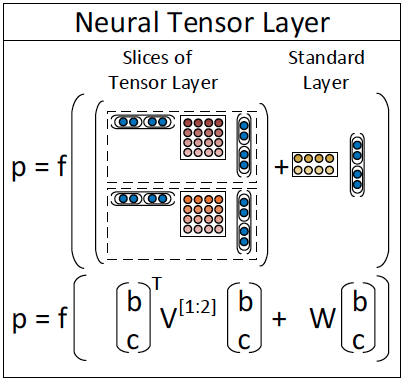 Neural Tensor Layer
Slices of Tensor Layer
Standard Layer
p = f ( ( ) + )
p = f ( (b c)ᵀ V[1:2] (b c) + W (b c) )